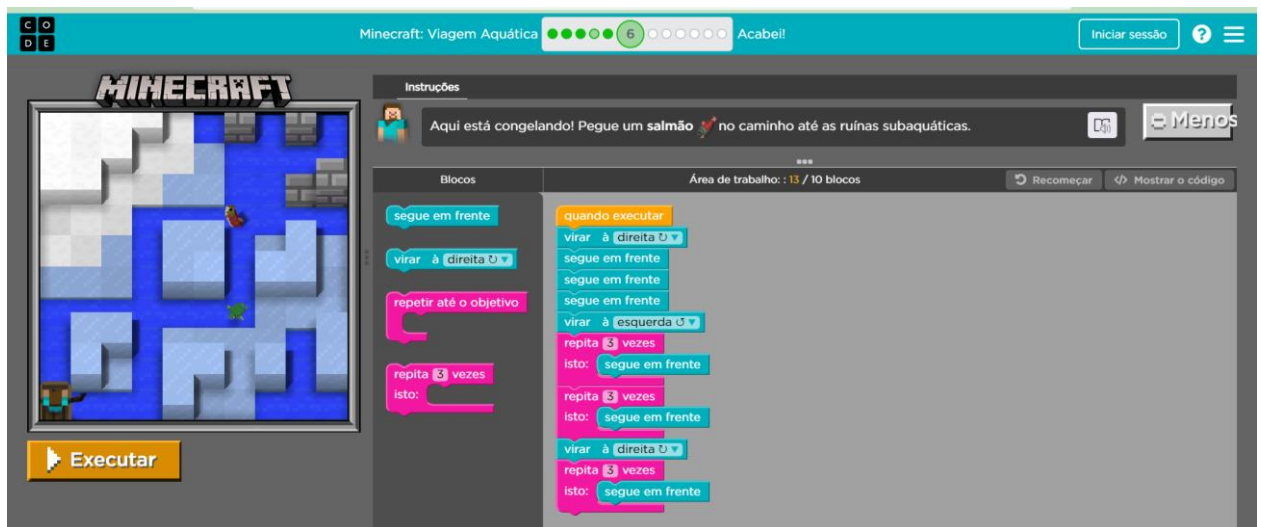 C O
D E
Minecraft: Viagem Aquática
6
Acabei!
Iniciar sessão
?
MINECRAFT
Instruções
Aqui está congelando! Pegue um salmão no caminho até as ruínas subaquáticas.
Menos
Blocos
Área de trabalho: : 13 / 10 blocos
Recomeçar
</> Mostrar o código
segue em frente
virar à direita ↻ ▼
repetir até o objetivo
repita 3 vezes
isto:
quando executar
virar à direita ↻ ▼
segue em frente
segue em frente
segue em frente
virar à esquerda ↺ ▼
repita 3 vezes
isto: segue em frente
repita 3 vezes
isto: segue em frente
virar à direita ↻ ▼
repita 3 vezes
isto: segue em frente
Executar